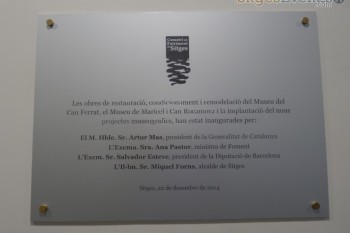 Consorci del
Patrimoni
de Sitges
Les obres de restauració, condicionament i remodelació del Museu del
Cau Ferrat, el Museu de Maricel i Can Rocamora i la implantació del nou
projectes museogràfics, han estat inaugurades per:
El M. Hble. Sr. Artur Mas, president de la Generalitat de Catalunya
L'Excma. Sra. Ana Pastor, ministra de Foment
L'Excm. Sr. Salvador Esteve, president de la Diputació de Barcelona
L'Il·lm. Sr. Miquel Forns, alcalde de Sitges
Sitges, 22 de desembre de 2014